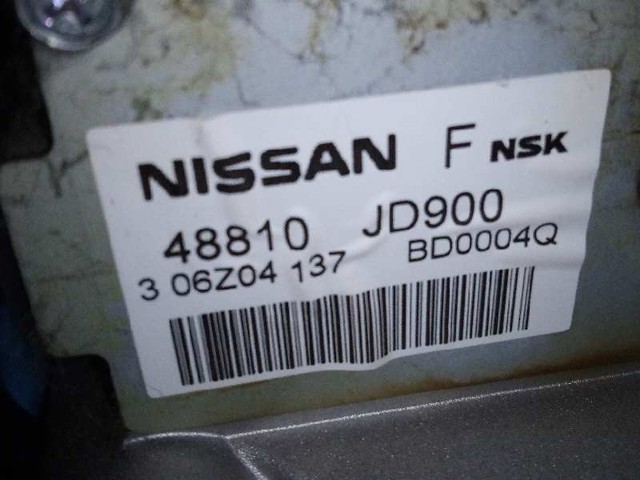 NISSAN F NSK
48810 JD900
3 06Z04 137 BD0004Q